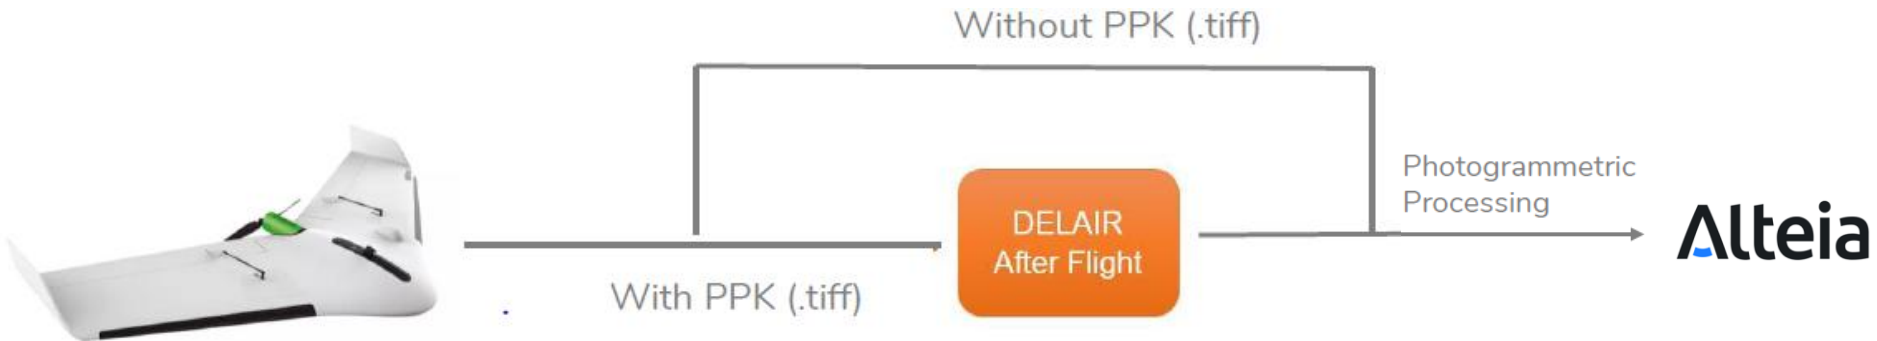 Without PPK (.tiff)
Photogrammetric
Processing
DELAIR
After Flight
With PPK (.tiff)
Alteia